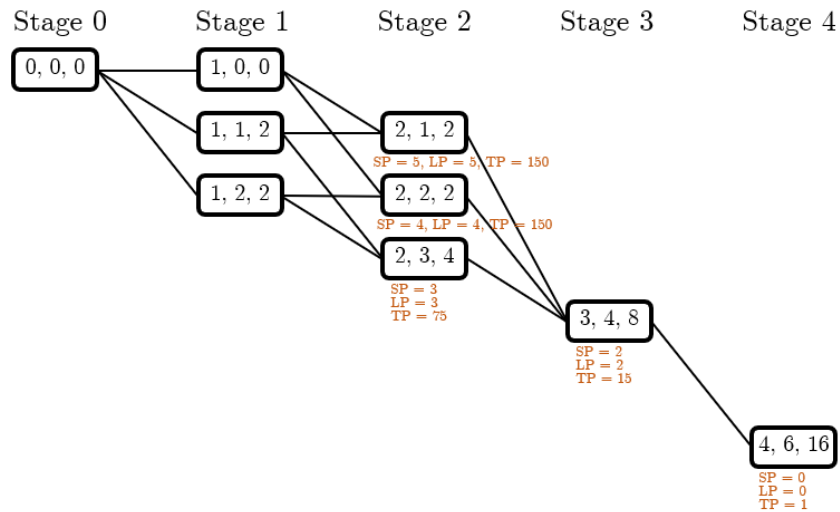 Stage 0 Stage 1 Stage 2 Stage 3 Stage 4
0, 0, 0
1, 0, 0
1, 1, 2
2, 1, 2
SP = 5, LP = 5, TP = 150
1, 2, 2
2, 2, 2
SP = 4, LP = 4, TP = 150
2, 3, 4
SP = 3
LP = 3
TP = 75
3, 4, 8
SP = 2
LP = 2
TP = 15
4, 6, 16
SP = 0
LP = 0
TP = 1